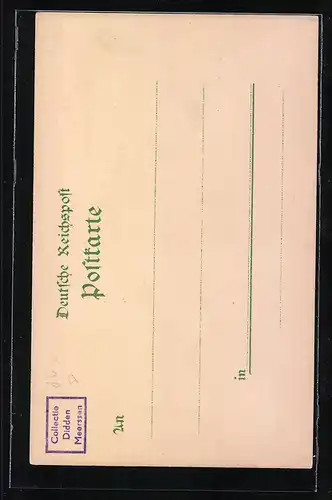 Deutsche Reichspost
Postkarte
An
in
Collectie
Didden
Meerssen